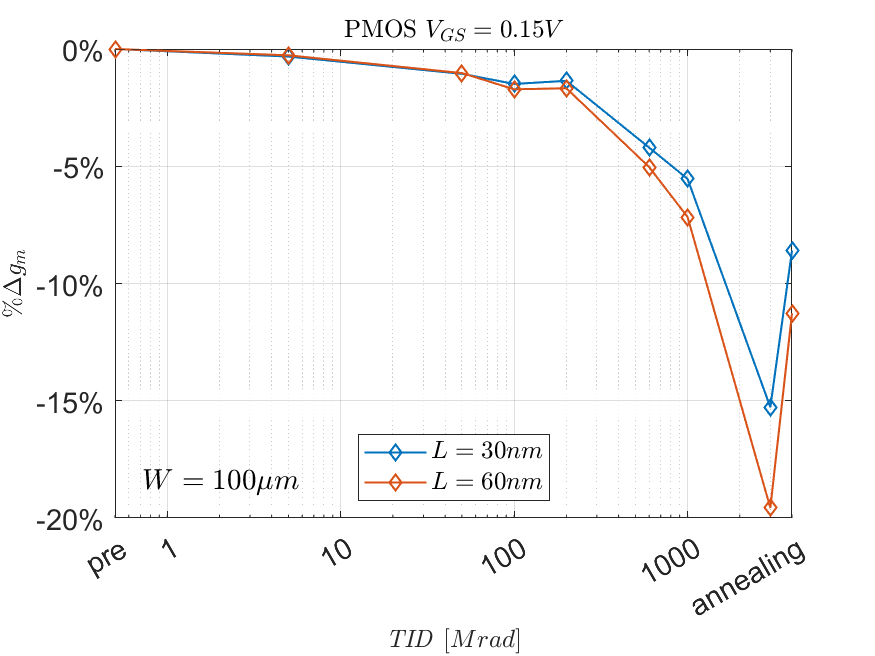 PMOS V_GS = 0.15V
0%
-5%
-10%
-15%
-20%
%Δg_m
W = 100μm
L = 30nm
L = 60nm
pre 1 10 100 1000 annealing
TID [Mrad]